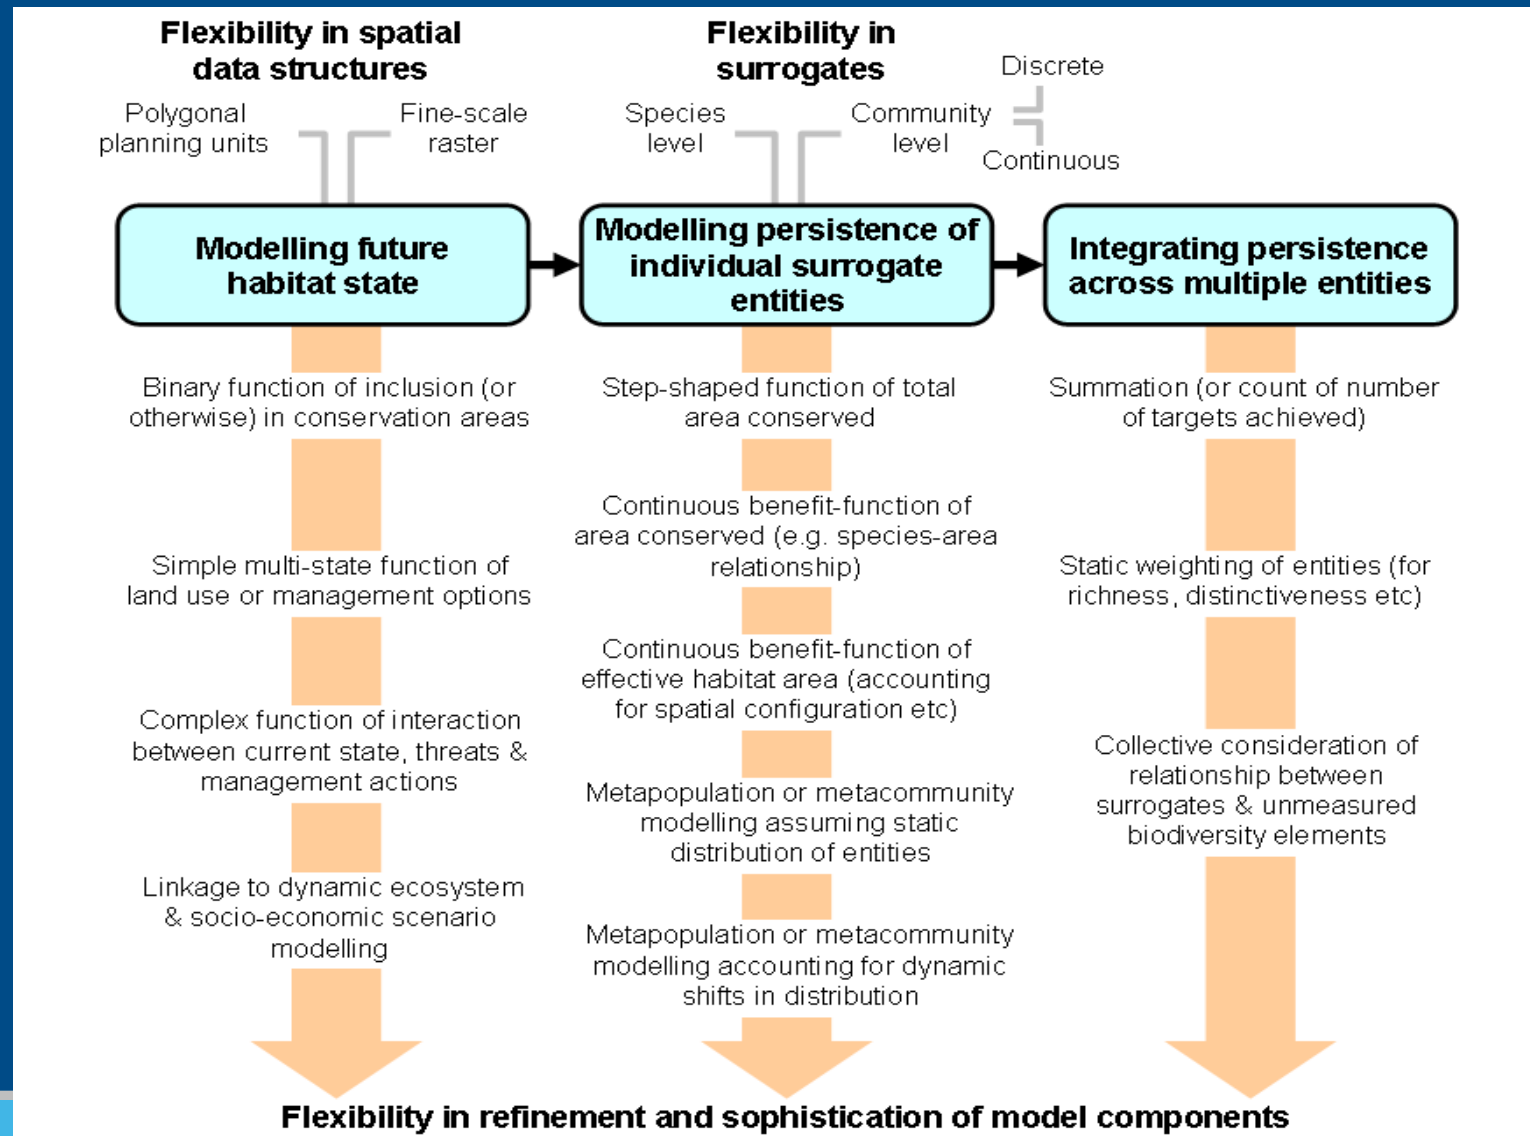 Flexibility in spatial
data structures
Polygonal
planning units
Fine-scale
raster
Flexibility in
surrogates
Species
level
Community
level
Discrete
Continuous
Modelling future
habitat state
Modelling persistence of
individual surrogate
entities
Integrating persistence
across multiple entities
Binary function of inclusion (or
otherwise) in conservation areas
Simple multi-state function of
land use or management options
Complex function of interaction
between current state, threats &
management actions
Linkage to dynamic ecosystem
& socio-economic scenario
modelling
Step-shaped function of total
area conserved
Continuous benefit-function of
area conserved (e.g. species-area
relationship)
Continuous benefit-function of
effective habitat area (accounting
for spatial configuration etc)
Metapopulation or metacommunity
modelling assuming static
distribution of entities
Metapopulation or metacommunity
modelling accounting for dynamic
shifts in distribution
Summation (or count of number
of targets achieved)
Static weighting of entities (for
richness, distinctiveness etc)
Collective consideration of
relationship between
surrogates & unmeasured
biodiversity elements
Flexibility in refinement and sophistication of model components